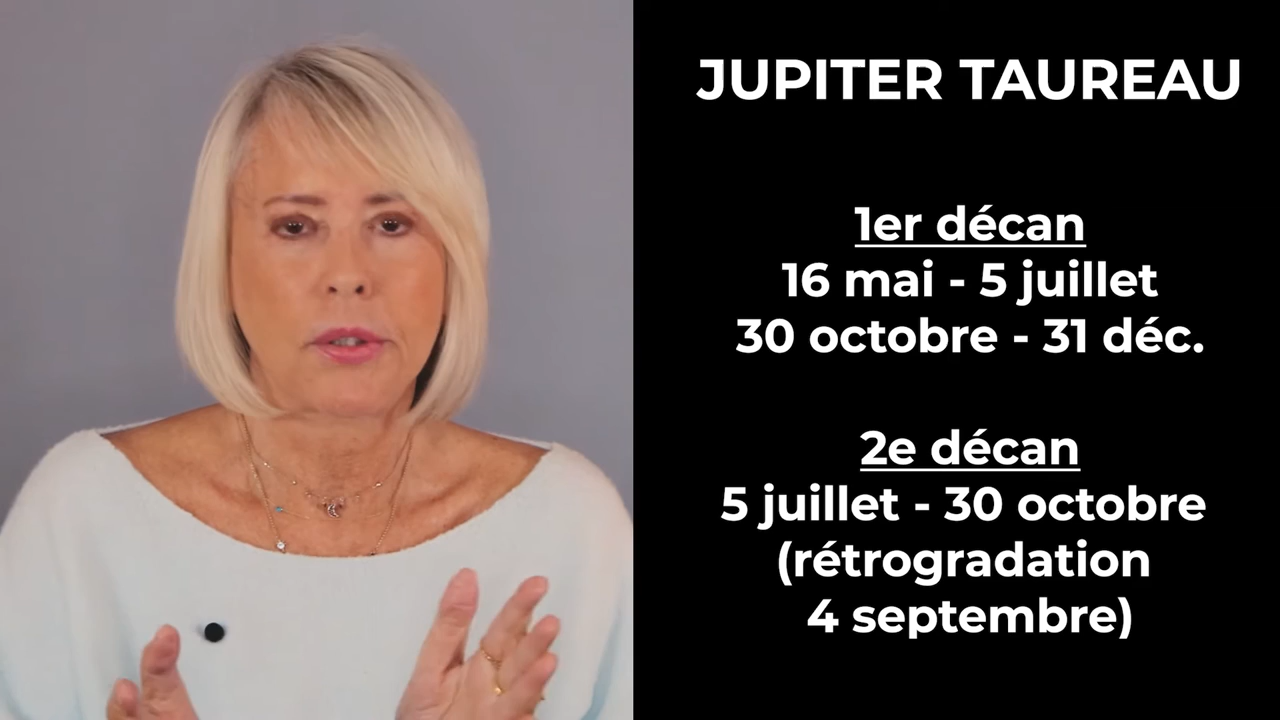 JUPITER TAUREAU
1er décan
16 mai - 5 juillet
30 octobre - 31 déc.
2e décan
5 juillet - 30 octobre
(rétrogradation
4 septembre)